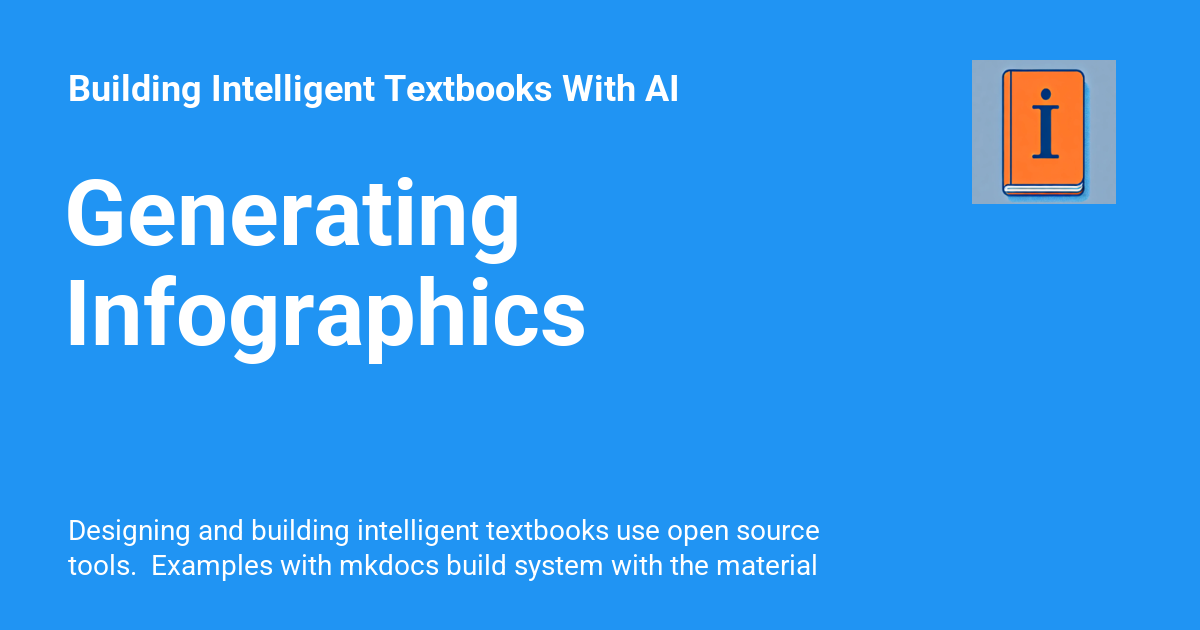 Building Intelligent Textbooks With AI
i
Generating
Infographics
Designing and building intelligent textbooks use open source
tools.  Examples with mkdocs build system with the material